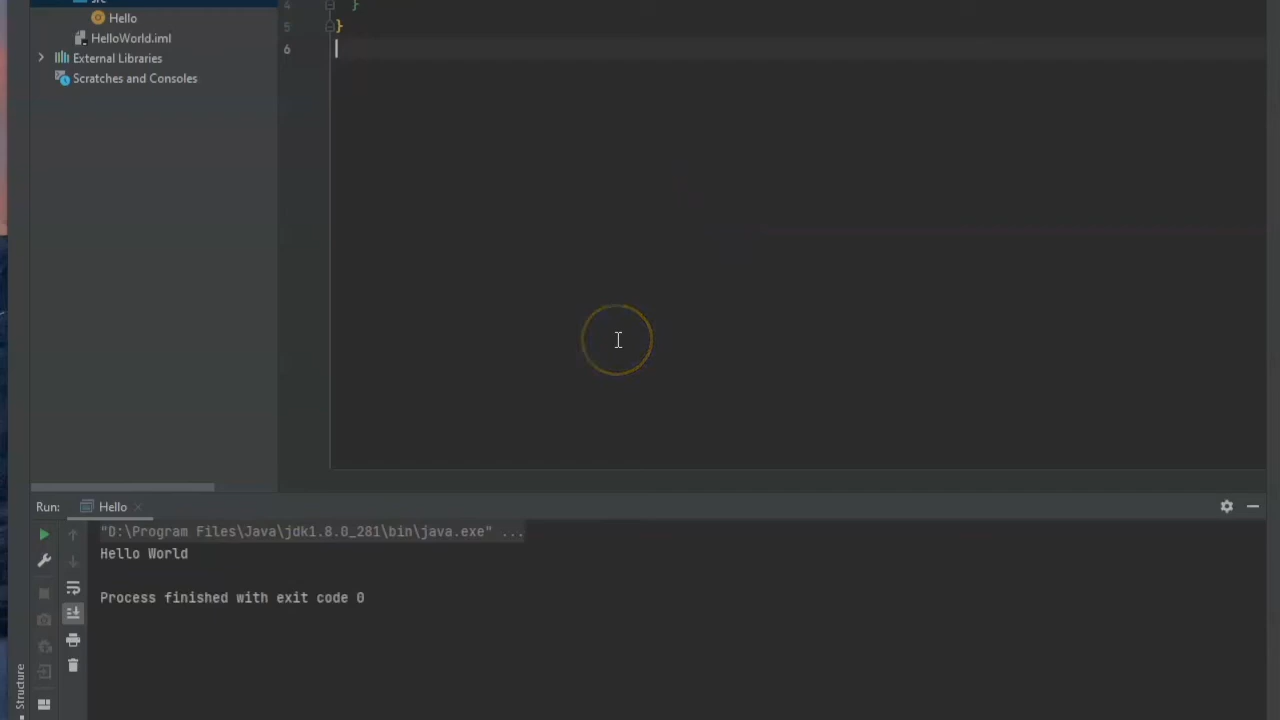 src
Hello
HelloWorld.iml
External Libraries
Scratches and Consoles
4 }
5 }
6
Run: Hello
"D:\Program Files\Java\jdk1.8.0_281\bin\java.exe" ...
Hello World
Process finished with exit code 0
Structure